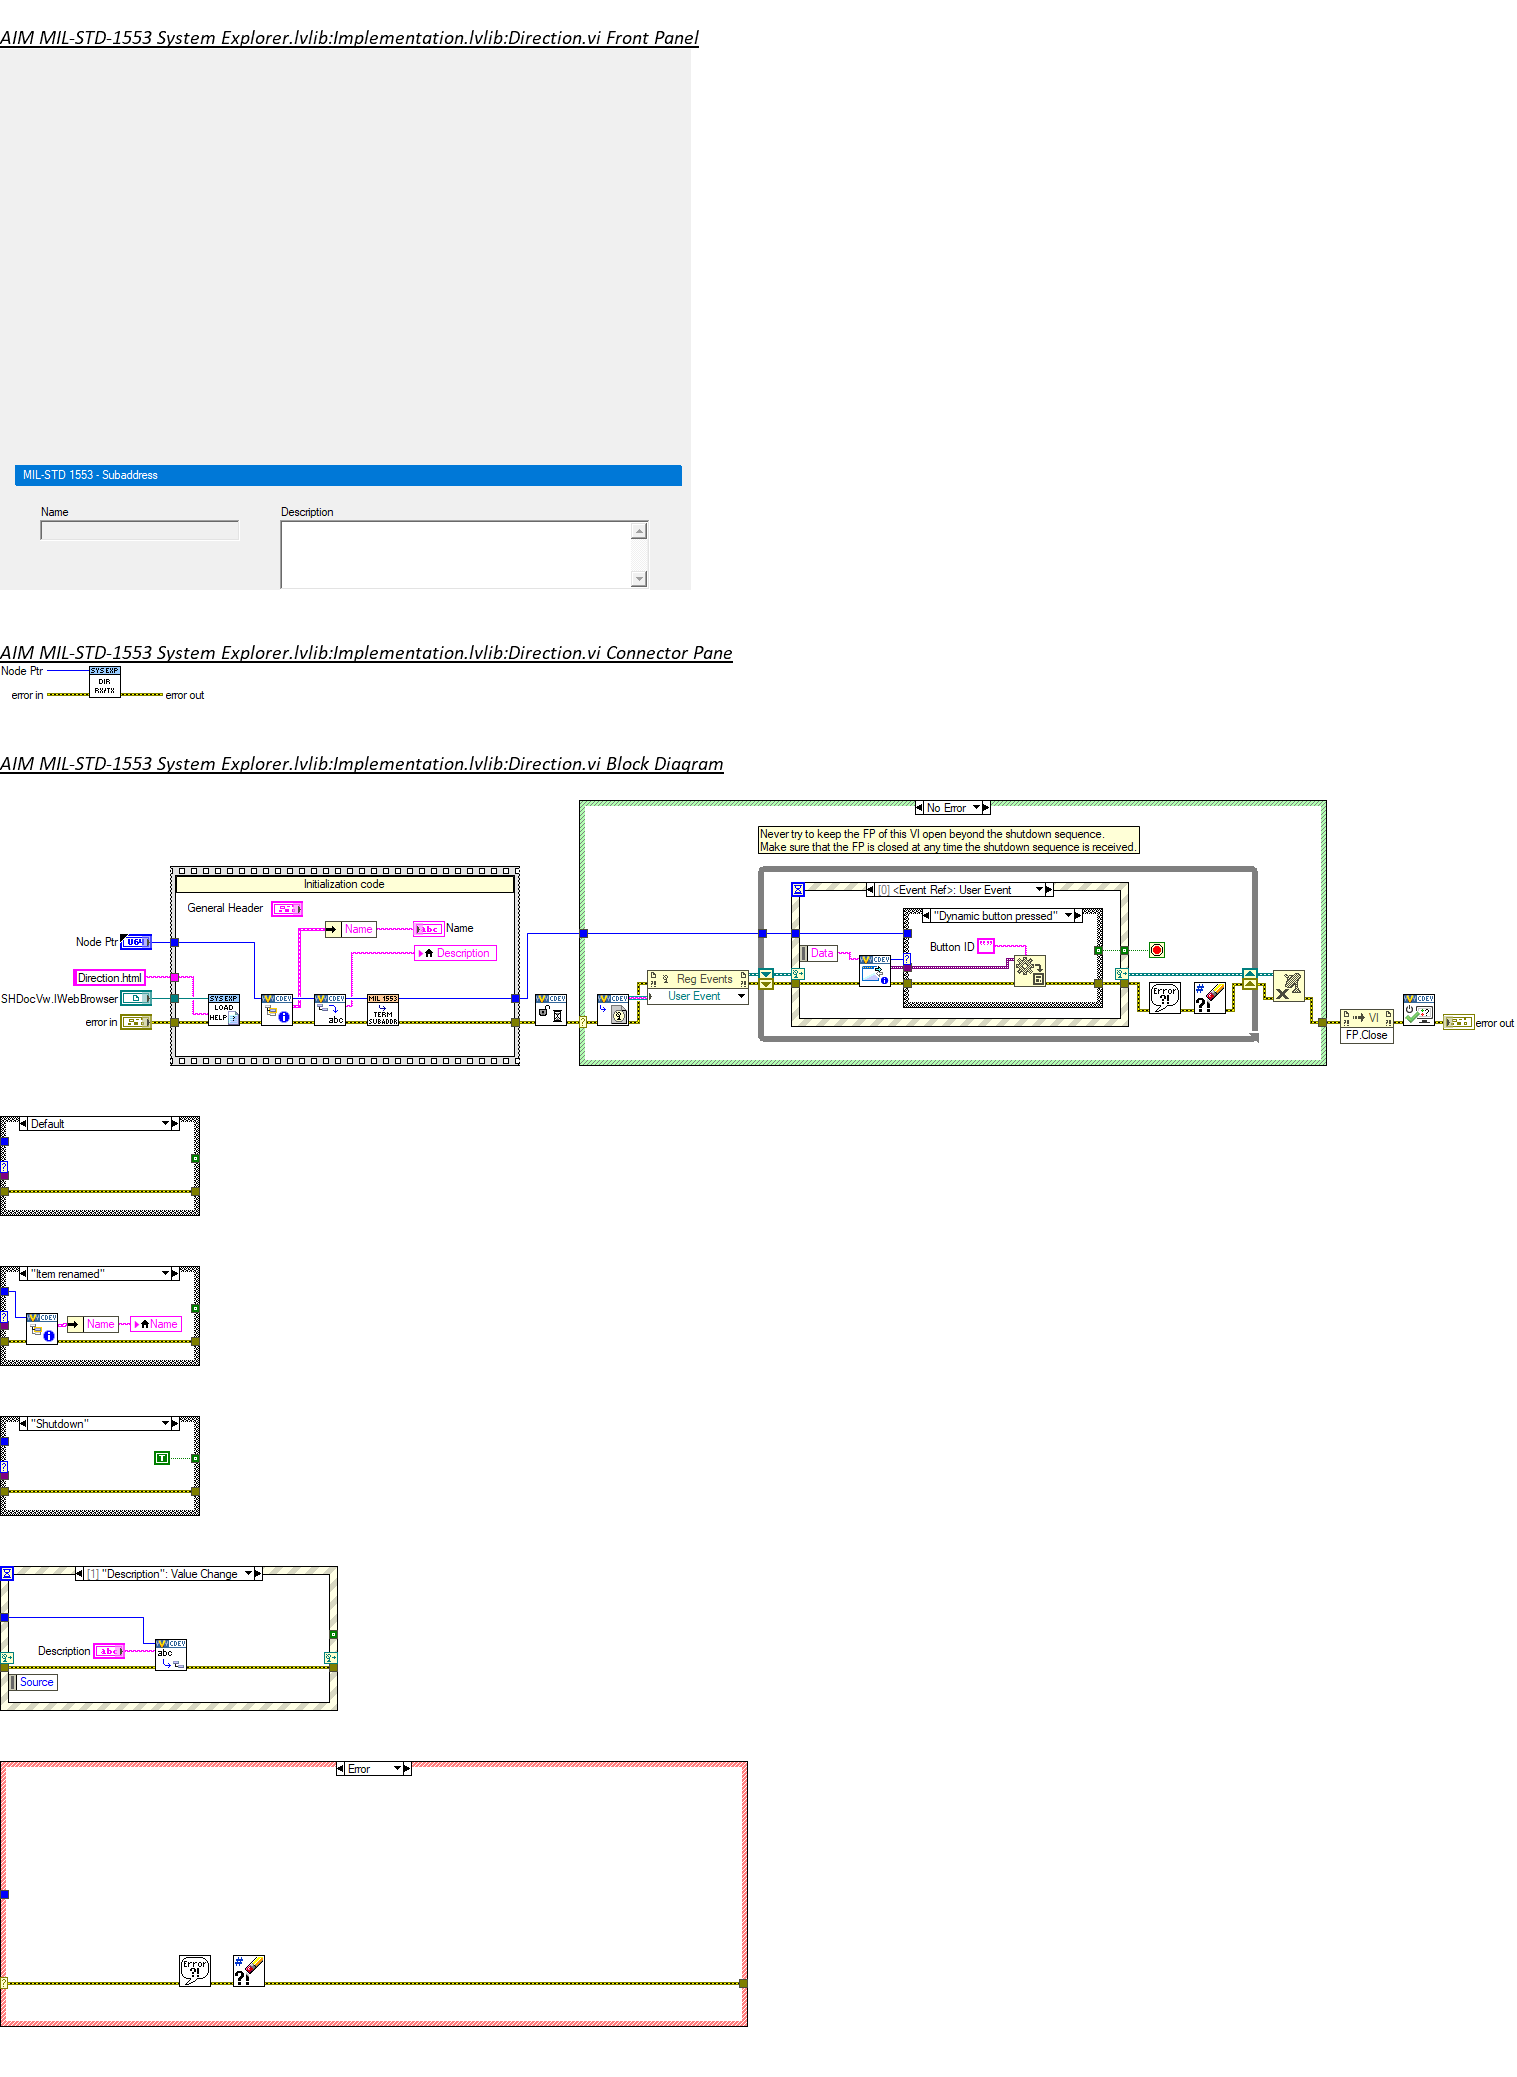 AIM MIL-STD-1553 System Explorer.lvlib:Implementation.lvlib:Direction.vi Front Panel
MIL-STD 1553 - Subaddress
Name
Description
AIM MIL-STD-1553 System Explorer.lvlib:Implementation.lvlib:Direction.vi Connector Pane
Node Ptr
SYS EXP
DIR
RX/TX
error in
error out
AIM MIL-STD-1553 System Explorer.lvlib:Implementation.lvlib:Direction.vi Block Diagram
No Error
Never try to keep the FP of this VI open beyond the shutdown sequence.
Make sure that the FP is closed at any time the shutdown sequence is received.
Initialization code
[0] <Event Ref>: User Event
General Header
"Dynamic button pressed"
Name
abc
Name
Node Ptr
U64
Description
Data
Button ID
Direction.html
Reg Events
User Event
SHDocVw.IWebBrowser
SYS EXP
LOAD
HELP
CDEV
CDEV
abc
MIL 1553
TERM
SUBADDR
CDEV
CDEV
CDEV
Error
?!
#
?!
CDEV
error in
VI
FP.Close
error out
Default
"Item renamed"
CDEV
Name
Name
"Shutdown"
T
[1] "Description": Value Change
Description
abc
CDEV
abc
Source
Error
Error
?!
#
?!